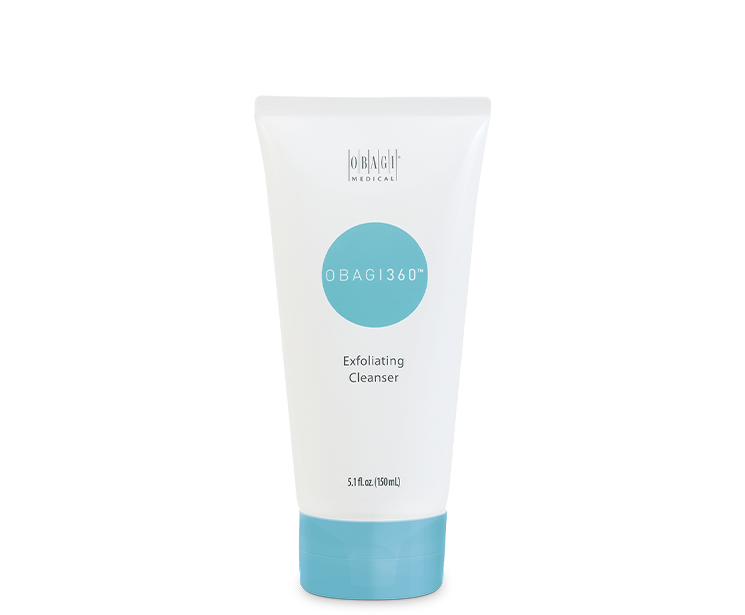 OBAGI®
MEDICAL
OBAGI360™
Exfoliating
Cleanser
5.1 fl. oz. (150 mL)